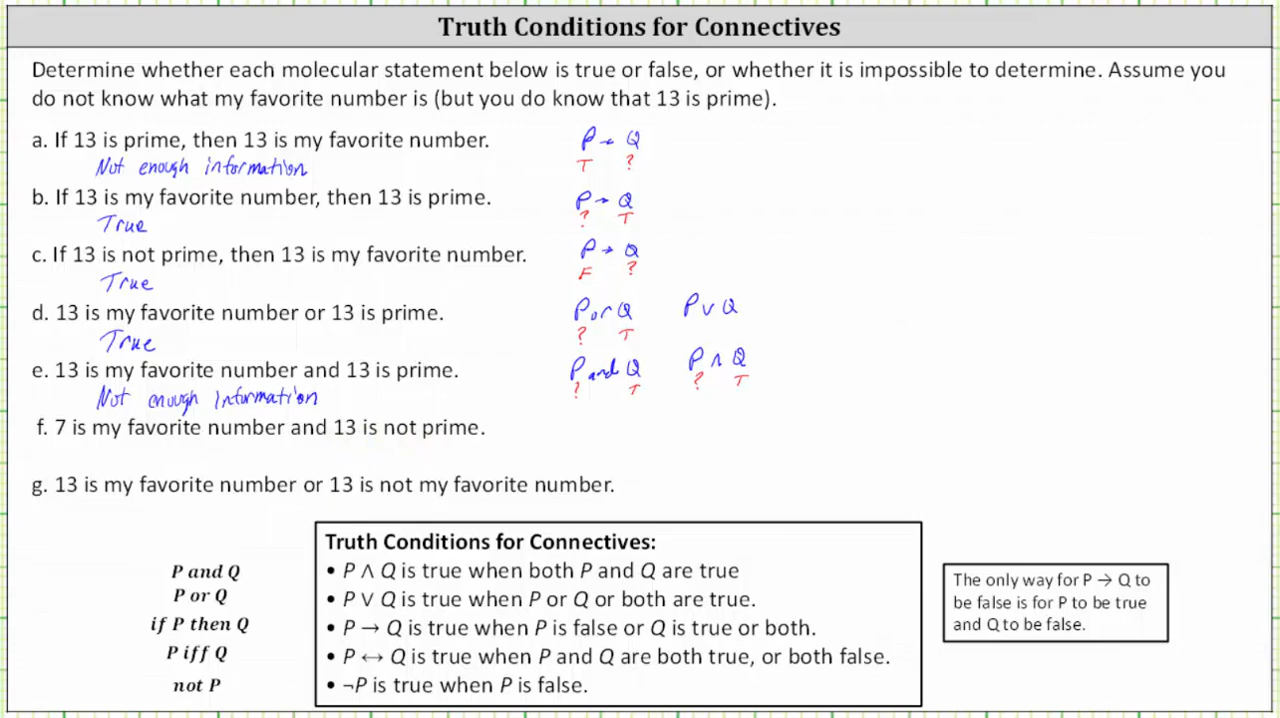 Truth Conditions for Connectives
Determine whether each molecular statement below is true or false, or whether it is impossible to determine. Assume you
do not know what my favorite number is (but you do know that 13 is prime).
a. If 13 is prime, then 13 is my favorite number. P → Q
Not enough information T ?
b. If 13 is my favorite number, then 13 is prime. P → Q
True ? T
c. If 13 is not prime, then 13 is my favorite number. P → Q
True F ?
d. 13 is my favorite number or 13 is prime. P or Q P ∨ Q
True ? T
e. 13 is my favorite number and 13 is prime. P and Q P ∧ Q
Not enough information ? T ? T
f. 7 is my favorite number and 13 is not prime.
g. 13 is my favorite number or 13 is not my favorite number.
P and Q
P or Q
if P then Q
P iff Q
not P
Truth Conditions for Connectives:
• P ∧ Q is true when both P and Q are true
• P ∨ Q is true when P or Q or both are true.
• P → Q is true when P is false or Q is true or both.
• P ↔ Q is true when P and Q are both true, or both false.
• ¬P is true when P is false.
The only way for P → Q to
be false is for P to be true
and Q to be false.